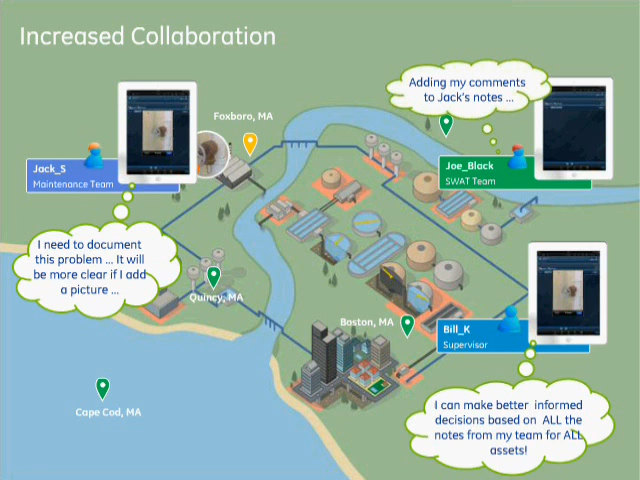 Increased Collaboration
Adding my comments
to Jack's notes ...
Foxboro, MA
Jack_S
Maintenance Team
Joe_Black
SWAT Team
I need to document
this problem ... It will
be more clear if I add
a picture ...
Quincy, MA
Boston, MA
Bill_K
Supervisor
Cape Cod, MA
I can make better informed
decisions based on ALL the
notes from my team for ALL
assets!